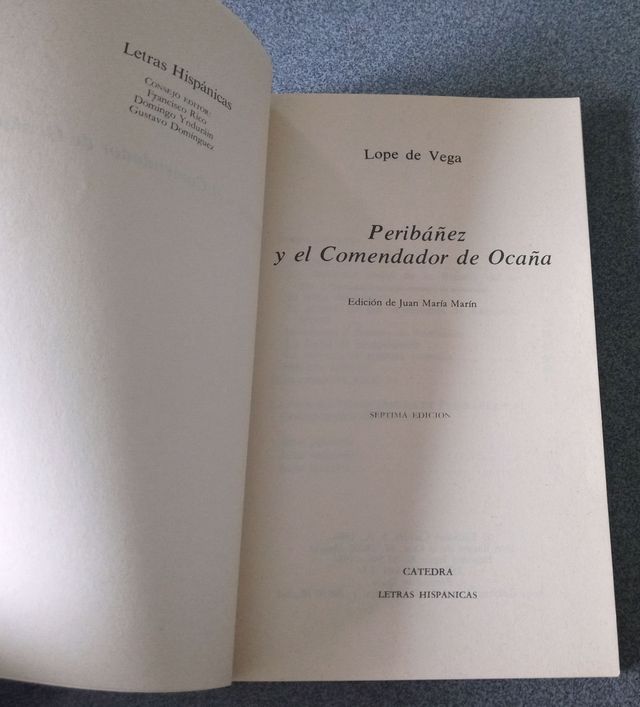 Letras Hispánicas
CONSEJO EDITOR:
Francisco Rico
Domingo Ynduráin
Gustavo Domínguez
Lope de Vega
Peribáñez
y el Comendador de Ocaña
Edición de Juan María Marín
SEPTIMA EDICION
CATEDRA
LETRAS HISPANICAS